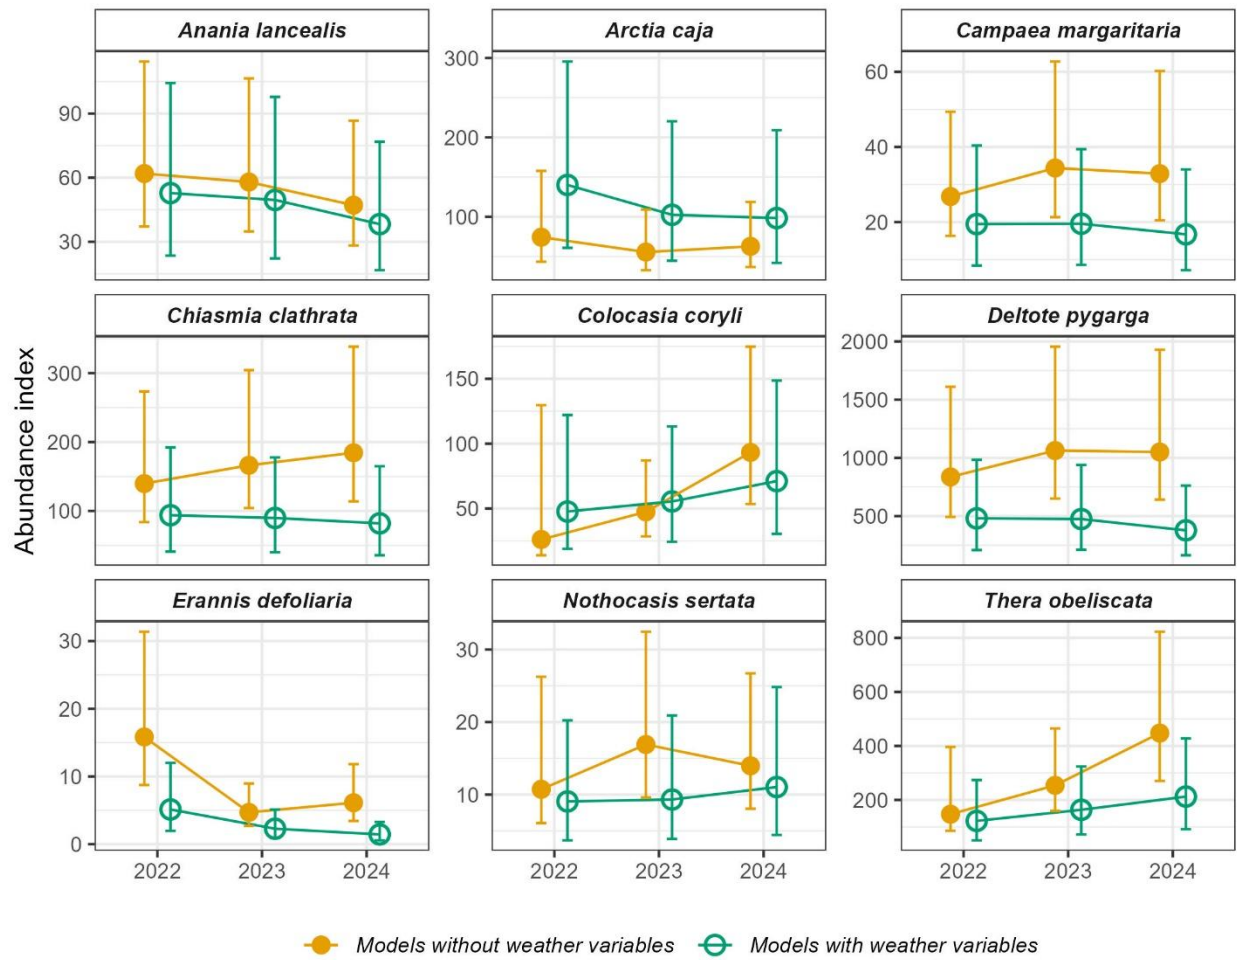 Anania lancealis
Arctia caja
Campaea margaritaria
90
60
30
300
200
100
60
40
20
Chiasmia clathrata
Colocasia coryli
Deltote pygarga
300
200
100
150
100
50
2000
1500
1000
500
Erannis defoliaria
Nothocasis sertata
Thera obeliscata
30
20
10
0
30
20
10
800
600
400
200
2022 2023 2024
2022 2023 2024
2022 2023 2024
Abundance index
Models without weather variables
Models with weather variables